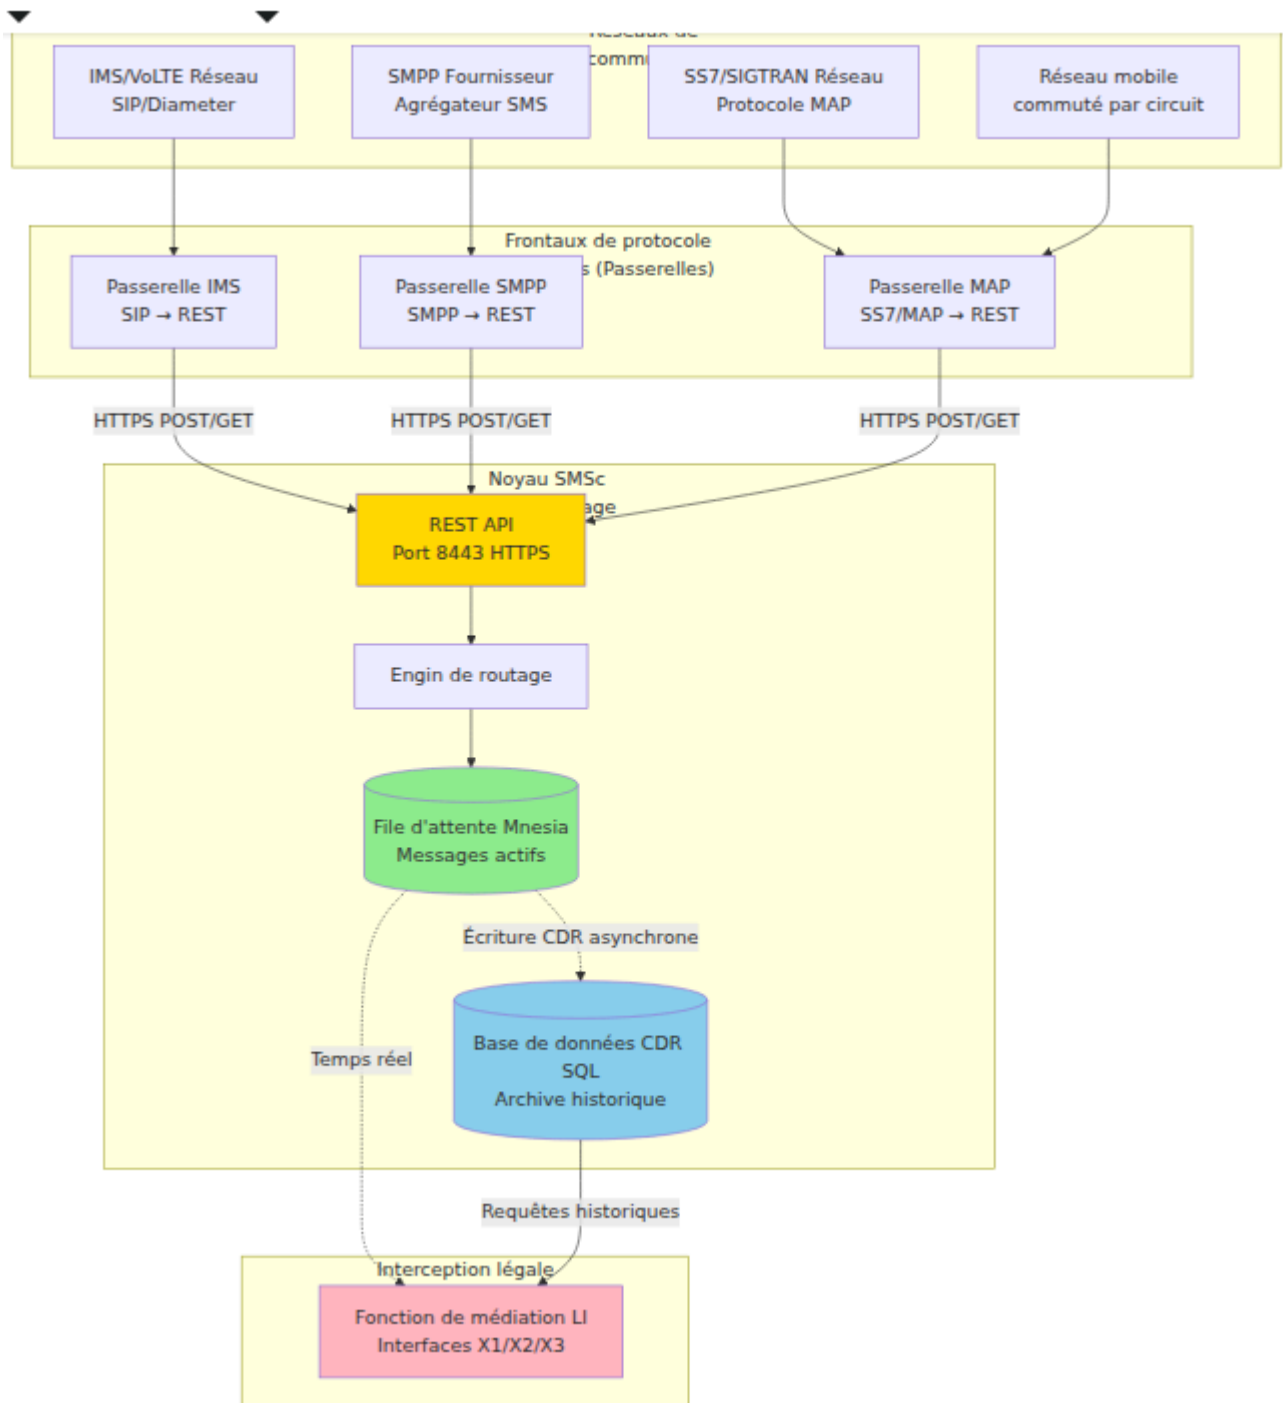 commu
IMS/VoLTE Réseau
SIP/Diameter
SMPP Fournisseur
Agrégateur SMS
SS7/SIGTRAN Réseau
Protocole MAP
Réseau mobile
commuté par circuit
Frontaux de protocole
s (Passerelles)
Passerelle IMS
SIP → REST
Passerelle SMPP
SMPP → REST
Passerelle MAP
SS7/MAP → REST
HTTPS POST/GET
HTTPS POST/GET
HTTPS POST/GET
Noyau SMSc
age
REST API
Port 8443 HTTPS
Engin de routage
File d'attente Mnesia
Messages actifs
Écriture CDR asynchrone
Temps réel
Base de données CDR
SQL
Archive historique
Requêtes historiques
Interception légale
Fonction de médiation LI
Interfaces X1/X2/X3